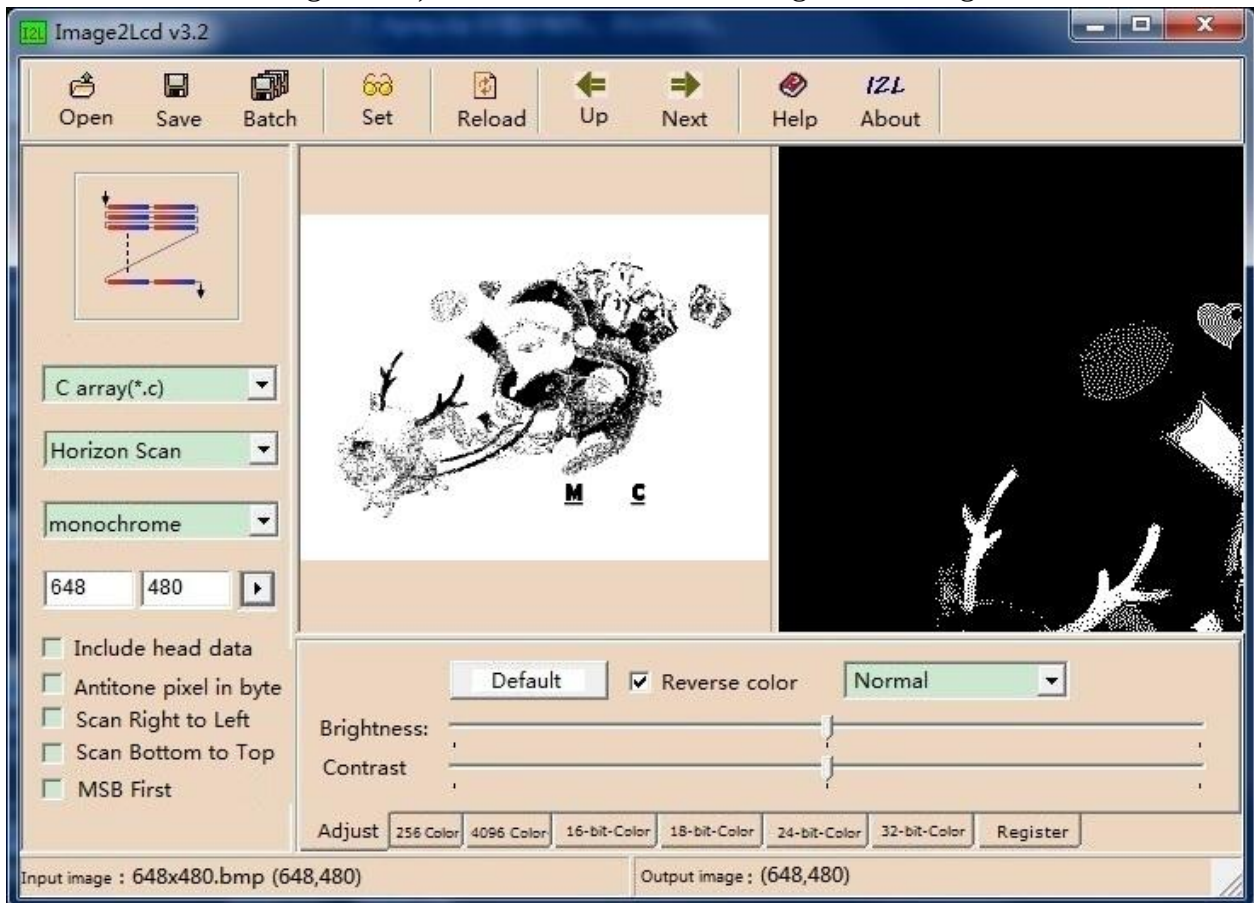 I2L Image2Lcd v3.2
Open Save Batch Set Reload Up Next Help I2L About
C array(*.c)
Horizon Scan
monochrome
648 480
Include head data
Antitone pixel in byte
Scan Right to Left
Scan Bottom to Top
MSB First
M C
Default Reverse color Normal
Brightness:
Contrast
Adjust 256 Color 4096 Color 16-bit-Color 18-bit-Color 24-bit-Color 32-bit-Color Register
Input image : 648x480.bmp (648,480) Output image : (648,480)